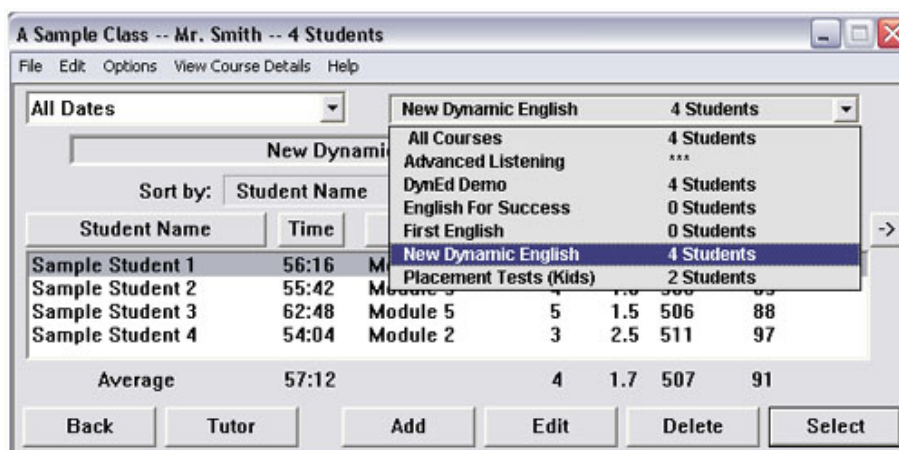 A Sample Class -- Mr. Smith -- 4 Students
File Edit Options View Course Details Help
All Dates
New Dynamic English 4 Students
All Courses 4 Students
Advanced Listening ***
DynEd Demo 4 Students
English For Success 0 Students
First English 0 Students
New Dynamic English 4 Students
Placement Tests (Kids) 2 Students
New Dynami
Sort by: Student Name
Student Name Time ->
Sample Student 1 56:16 M
Sample Student 2 55:42
Sample Student 3 62:48 Module 5 5 1.5 506 88
Sample Student 4 54:04 Module 2 3 2.5 511 97
Average 57:12 4 1.7 507 91
Back Tutor Add Edit Delete Select